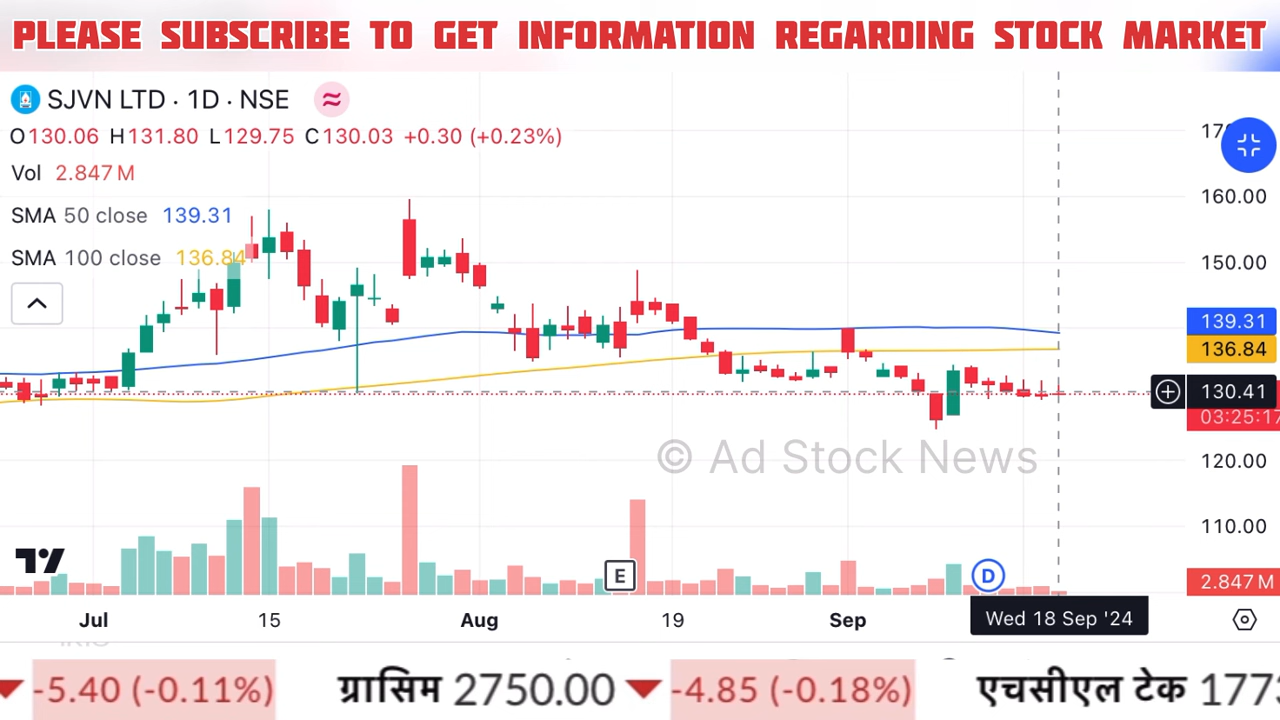 PLEASE SUBSCRIBE TO GET INFORMATION REGARDING STOCK MARKET
SJVN LTD · 1D · NSE
O130.06 H131.80 L129.75 C130.03 +0.30 (+0.23%)
Vol 2.847 M
SMA 50 close 139.31
SMA 100 close 136.84
160.00
150.00
139.31
136.84
130.41
03:25:17
120.00
110.00
2.847 M
© Ad Stock News
E
D
Jul 15 Aug 19 Sep Wed 18 Sep '24
-5.40 (-0.11%) ग्रासिम 2750.00 -4.85 (-0.18%) एचसीएल टेक